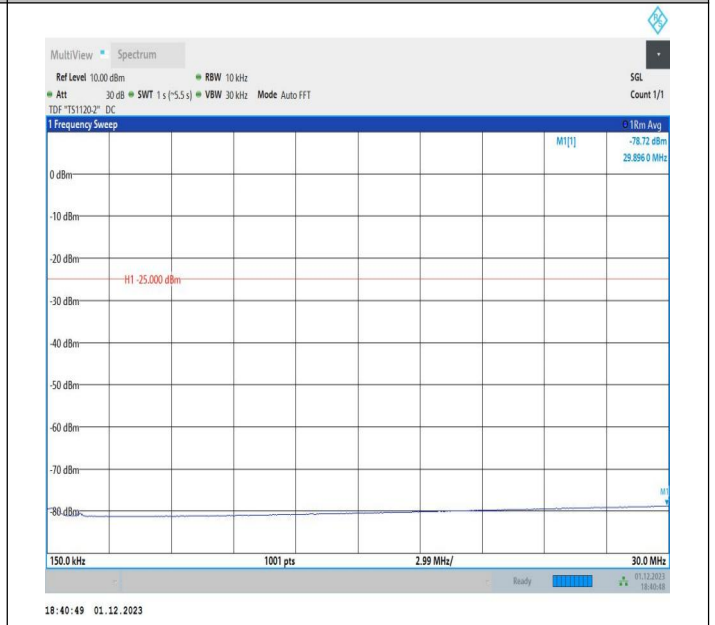 R S
MultiView Spectrum
Ref Level 10.00 dBm RBW 10 kHz SGL
Att 30 dB SWT 1 s (~5.5 s) VBW 30 kHz Mode Auto FFT Count 1/1
TDF "TS1120-2" DC
1 Frequency Sweep 1Rm Avg
M1[1] -78.72 dBm
29.896 0 MHz
0 dBm
-10 dBm
-20 dBm
H1 -25.000 dBm
-30 dBm
-40 dBm
-50 dBm
-60 dBm
-70 dBm
M1
-80 dBm
150.0 kHz 1001 pts 2.99 MHz/ 30.0 MHz
Ready 01.12.2023
18:40:48
18:40:49 01.12.2023